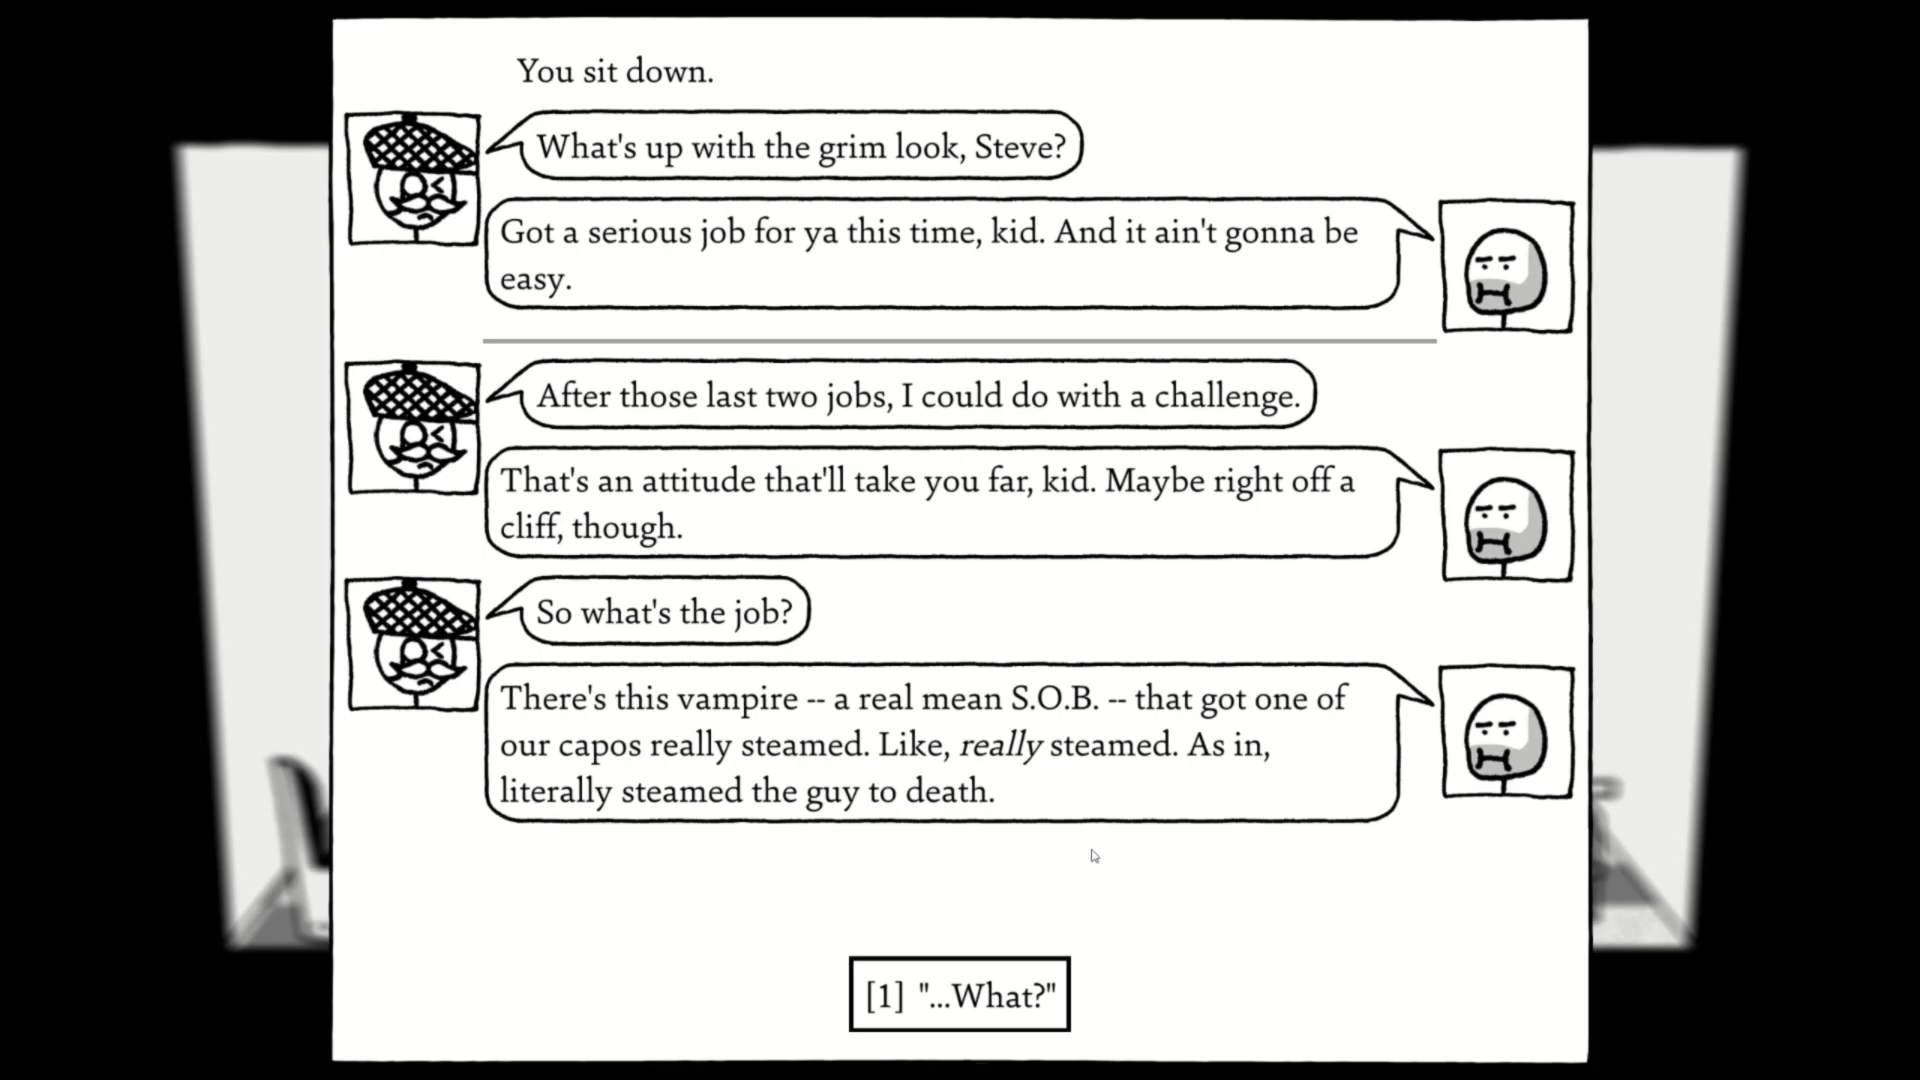 You sit down.
What's up with the grim look, Steve?
Got a serious job for ya this time, kid. And it ain't gonna be
easy.
After those last two jobs, I could do with a challenge.
That's an attitude that'll take you far, kid. Maybe right off a
cliff, though.
So what's the job?
There's this vampire -- a real mean S.O.B. -- that got one of
our capos really steamed. Like, really steamed. As in,
literally steamed the guy to death.
[1] "...What?"